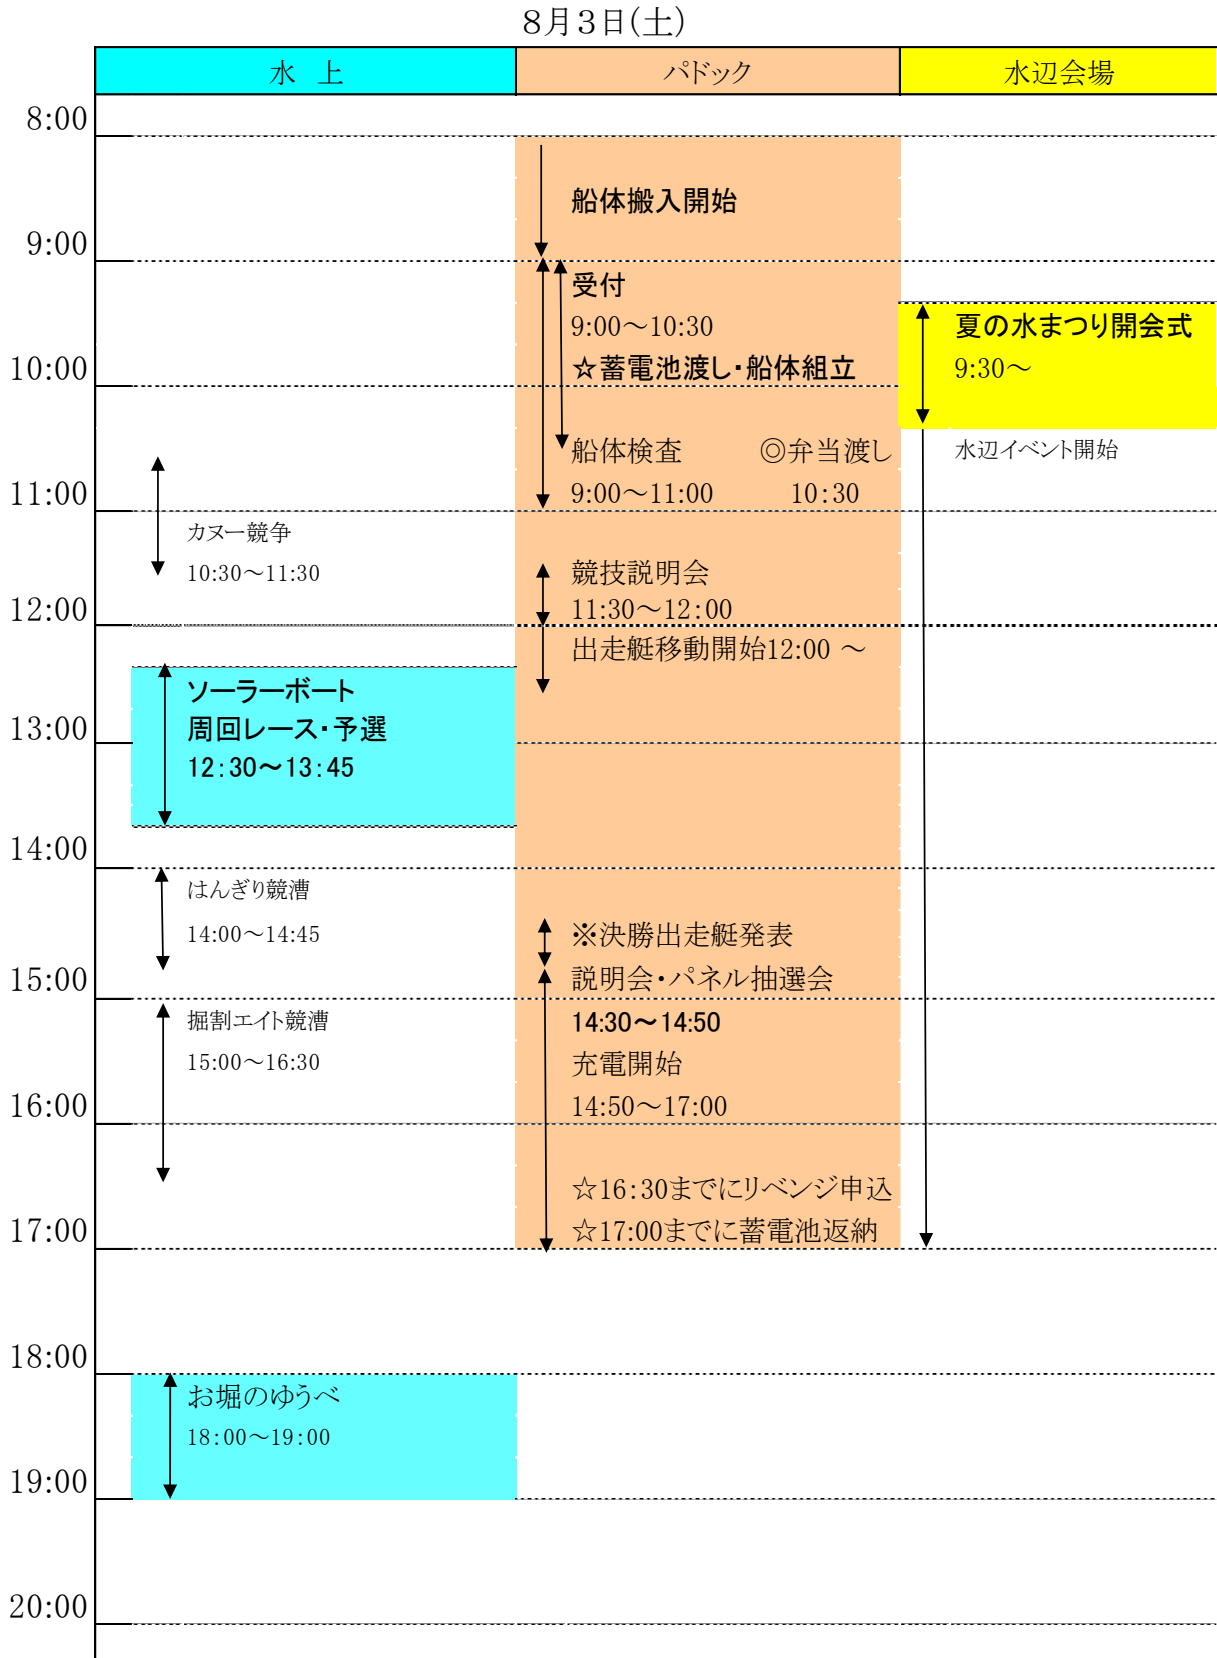 8月3日(土)
水 上
パドック
水辺会場
8:00
船体搬入開始
9:00
受付
9:00～10:30
☆蓄電池渡し・船体組立
夏の水まつり開会式
9:30～
10:00
船体検査 ◎弁当渡し
9:00～11:00 10:30
水辺イベント開始
11:00
カヌー競争
10:30～11:30
競技説明会
11:30～12:00
12:00
出走艇移動開始12:00 ～
ソーラーボート
周回レース・予選
12:30～13:45
13:00
14:00
はんぎり競漕
14:00～14:45
※決勝出走艇発表
説明会・パネル抽選会
14:30～14:50
15:00
掘割エイト競漕
15:00～16:30
充電開始
14:50～17:00
16:00
☆16:30までにリベンジ申込
☆17:00までに蓄電池返納
17:00
18:00
お堀のゆうべ
18:00～19:00
19:00
20:00